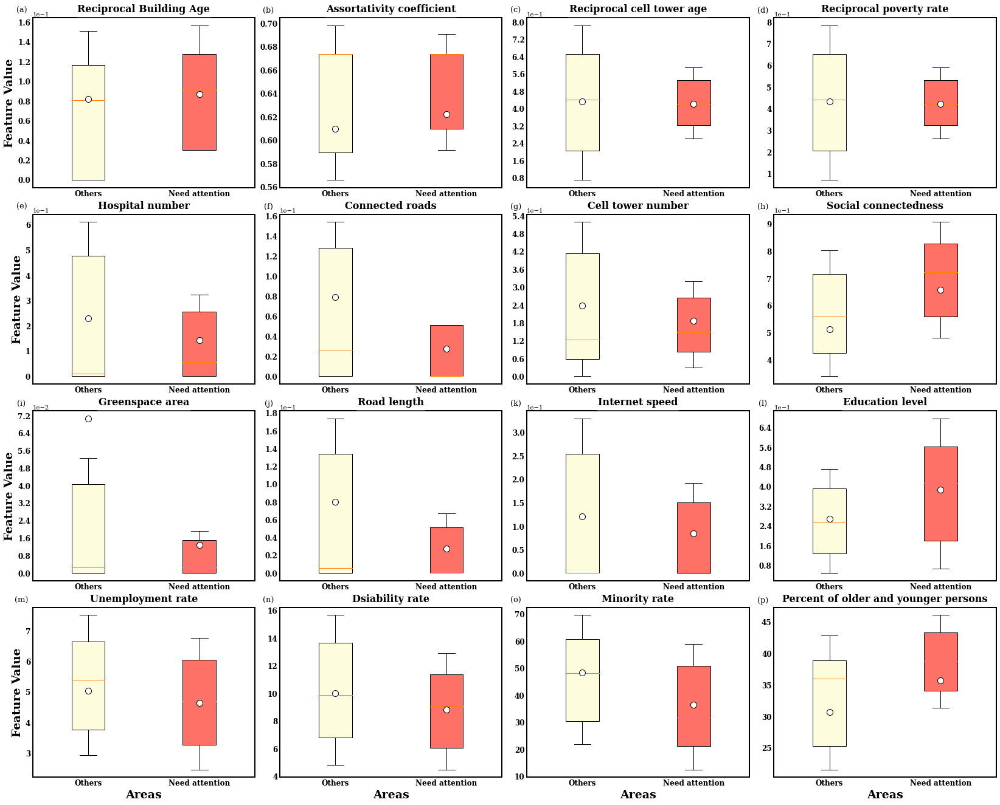 (a) Reciprocal Building Age
1e−1
1.6
1.4
1.2
1.0
0.8
0.6
0.4
0.2
0.0
Feature Value
Others Need attention
(b) Assortativity coefficient
0.70
0.68
0.66
0.64
0.62
0.60
0.58
0.56
Others Need attention
(c) Reciprocal cell tower age
1e−1
8.0
7.2
6.4
5.6
4.8
4.0
3.2
2.4
1.6
0.8
Others Need attention
(d) Reciprocal poverty rate
1e−1
8
7
6
5
4
3
2
1
Others Need attention
(e) Hospital number
1e−1
6
5
4
3
2
1
0
Feature Value
Others Need attention
(f) Connected roads
1e−1
1.6
1.4
1.2
1.0
0.8
0.6
0.4
0.2
0.0
Others Need attention
(g) Cell tower number
1e−1
5.4
4.8
4.2
3.6
3.0
2.4
1.8
1.2
0.6
0.0
Others Need attention
(h) Social connectedness
1e−1
9
8
7
6
5
4
Others Need attention
(i) Greenspace area
1e−2
7.2
6.4
5.6
4.8
4.0
3.2
2.4
1.6
0.8
0.0
Feature Value
Others Need attention
(j) Road length
1e−1
1.8
1.6
1.4
1.2
1.0
0.8
0.6
0.4
0.2
0.0
Others Need attention
(k) Internet speed
1e−1
3.0
2.5
2.0
1.5
1.0
0.5
0.0
Others Need attention
(l) Education level
1e−1
6.4
5.6
4.8
4.0
3.2
2.4
1.6
0.8
Others Need attention
(m) Unemployment rate
7
6
5
4
3
Feature Value
Others Need attention
Areas
(n) Dsiability rate
16
14
12
10
8
6
4
Others Need attention
Areas
(o) Minority rate
70
60
50
40
30
20
10
Others Need attention
Areas
(p) Percent of older and younger persons
45
40
35
30
25
Others Need attention
Areas